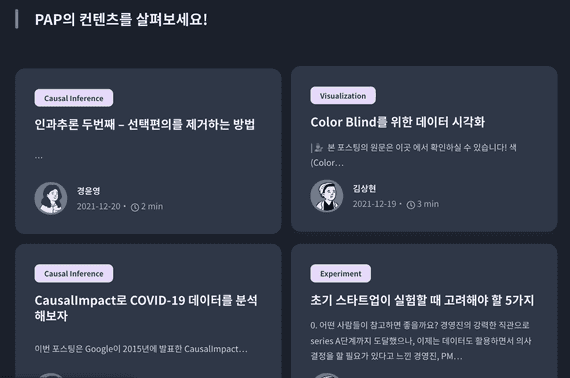 PAP의 컨텐츠를 살펴보세요!
Causal Inference
인과추론 두번째 – 선택편의를 제거하는 방법
...
경윤영
2021-12-20 · 2 min
Visualization
Color Blind를 위한 데이터 시각화
본 포스팅의 원문은 이곳 에서 확인하실 수 있습니다! 색
(Color...
김상현
2021-12-19 · 3 min
Causal Inference
CausalImpact로 COVID-19 데이터를 분석
해보자
이번 포스팅은 Google이 2015년에 발표한 CausalImpact...
Experiment
초기 스타트업이 실험할 때 고려해야 할 5가지
0. 어떤 사람들이 참고하면 좋을까요? 경영진의 강력한 직관으로
series A단계까지 도달했으나, 이제는 데이터도 활용하면서 의사
결정을 할 필요가 있다고 느낀 경영진, PM...